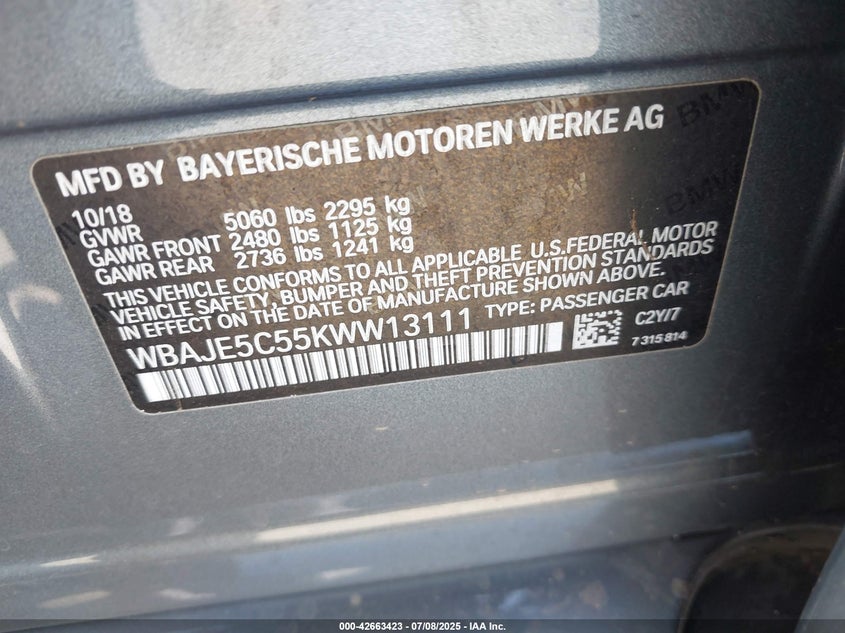 MFD BY BAYERISCHE MOTOREN WERKE AG
10/18
GVWR 5060 lbs 2295 kg
GAWR FRONT 2480 lbs 1125 kg
GAWR REAR 2736 lbs 1241 kg
THIS VEHICLE CONFORMS TO ALL APPLICABLE U.S.FEDERAL MOTOR
VEHICLE SAFETY, BUMPER AND THEFT PREVENTION STANDARDS
IN EFFECT ON THE DATE OF MANUFACTURE SHOWN ABOVE.
WBAJE5C55KWW13111 TYPE: PASSENGER CAR
C2Y/7
7 315 814
BMW
BMW
BMW
000-42663423 - 07/08/2025 - IAA Inc.